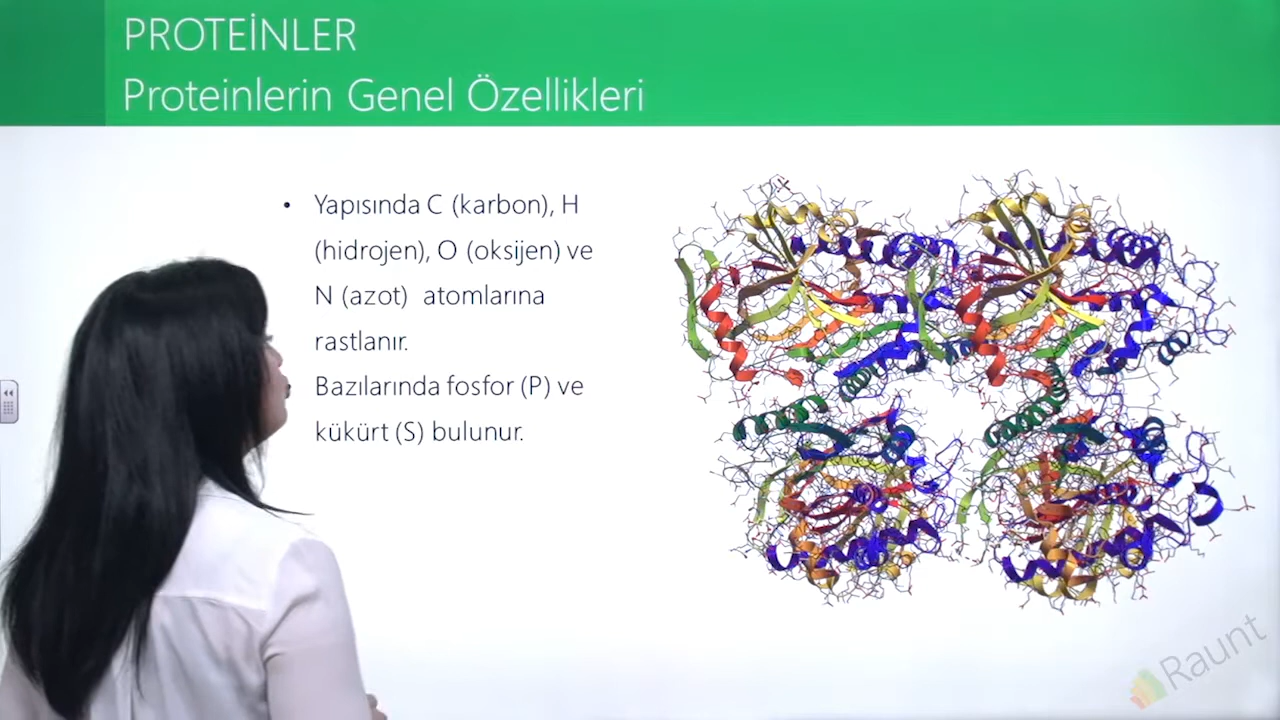 PROTEİNLER
Proteinlerin Genel Özellikleri
• Yapısında C (karbon), H
(hidrojen), O (oksijen) ve
N (azot) atomlarına
rastlanır.
Bazılarında fosfor (P) ve
kükürt (S) bulunur.
Raunt